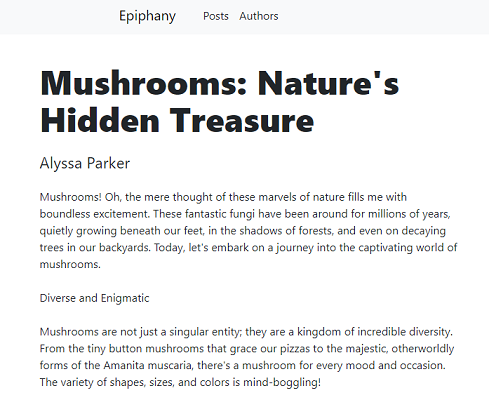 Epiphany Posts Authors
Mushrooms: Nature's
Hidden Treasure
Alyssa Parker
Mushrooms! Oh, the mere thought of these marvels of nature fills me with
boundless excitement. These fantastic fungi have been around for millions of years,
quietly growing beneath our feet, in the shadows of forests, and even on decaying
trees in our backyards. Today, let's embark on a journey into the captivating world of
mushrooms.
Diverse and Enigmatic
Mushrooms are not just a singular entity; they are a kingdom of incredible diversity.
From the tiny button mushrooms that grace our pizzas to the majestic, otherworldly
forms of the Amanita muscaria, there's a mushroom for every mood and occasion.
The variety of shapes, sizes, and colors is mind-boggling!